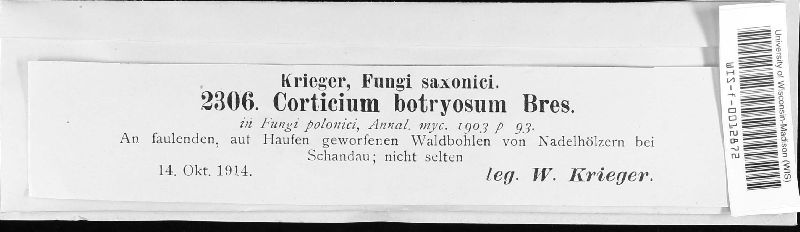 Krieger, Fungi saxonici.
2306. Corticium botryosum Bres.
in Fungi polonici, Annal. myc. 1903 p 93.
An faulenden, auf Haufen geworfenen Waldbohlen von Nadelhölzern bei
Schandau; nicht selten
14. Okt. 1914.
leg. W. Krieger.
University of Wisconsin-Madison (WIS)
WIS-f-0012872